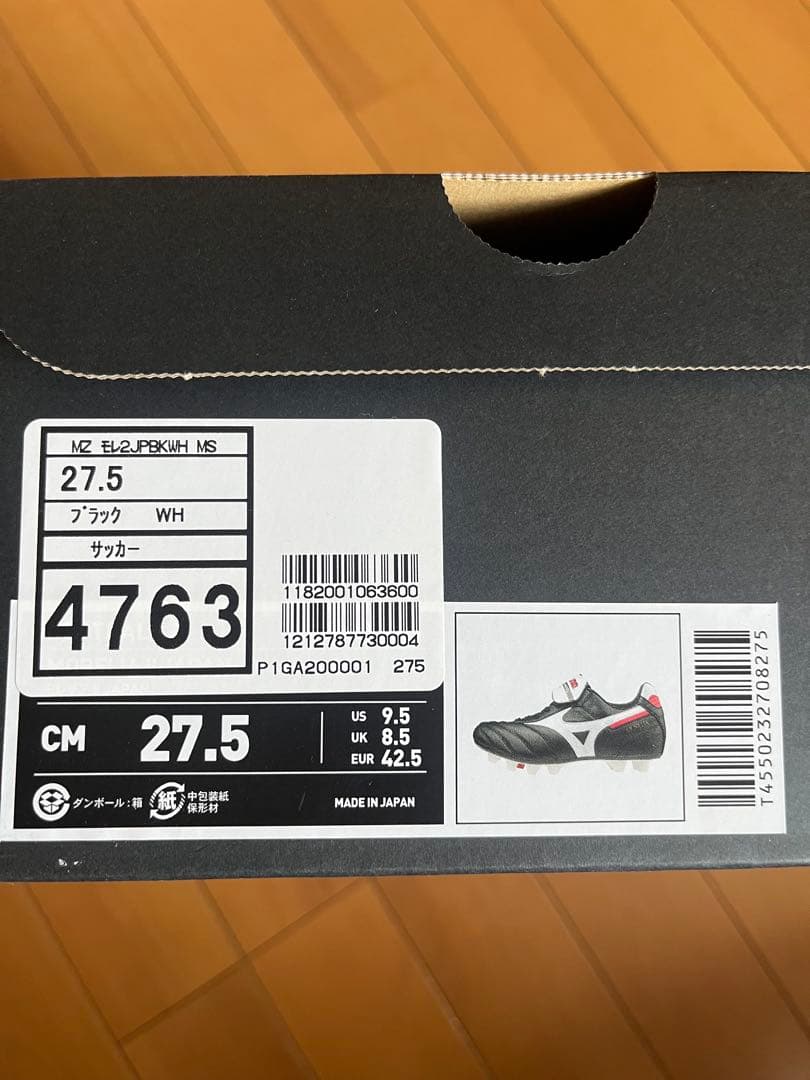 MZ モレ2JPBKWH MS
27.5
ブラック WH
サッカー
4763
1182001063600
1212787730004
P1GA200001 275
CM 27.5
US 9.5
UK 8.5
EUR 42.5
ダンボール:箱
紙
中包装紙
保形材
MADE IN JAPAN
T4550232708275